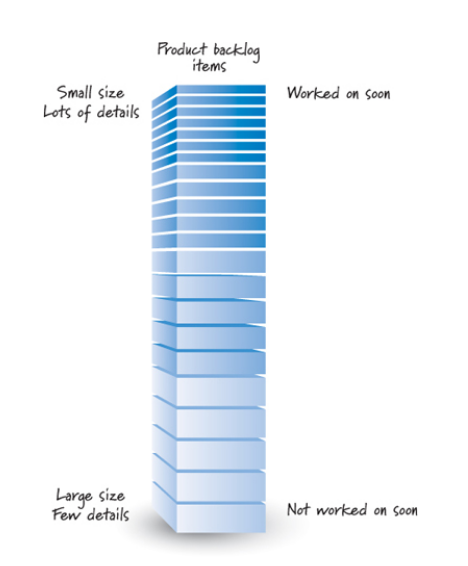 Product backlog
items
Small size
Lots of details
Worked on soon
Large size
Few details
Not worked on soon